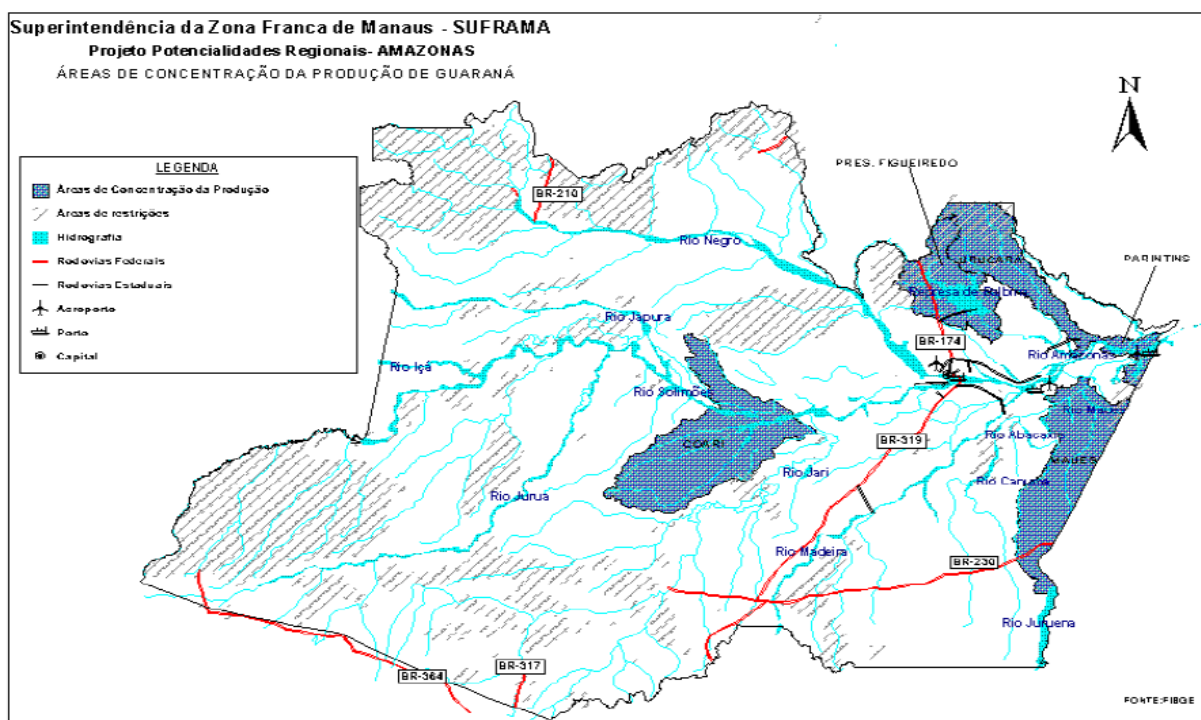 Superintendência da Zona Franca de Manaus - SUFRAMA
Projeto Potencialidades Regionais- AMAZONAS
ÁREAS DE CONCENTRAÇÃO DA PRODUÇÃO DE GUARANÁ
N
LEGENDA
Áreas de Concentração da Produção
Áreas de restrições
Hidrografia
Rodovias Federais
Rodovias Estaduais
Aeroporto
Porto
Capital
PRES. FIGUEIREDO
BR-210
Rio Negro
URUCARÁ
PARINTINS
Represa de Balbina
Rio Japurá
BR-174
Rio Amazonas
Rio Içá
Rio Solimões
Rio Maués
COARI
BR-319
Rio Abacaxis
MAUÉS
Rio Jari
Rio Canumã
Rio Juruá
Rio Madeira
BR-230
Rio Juruena
BR-317
BR-364
FONTE:FIBGE